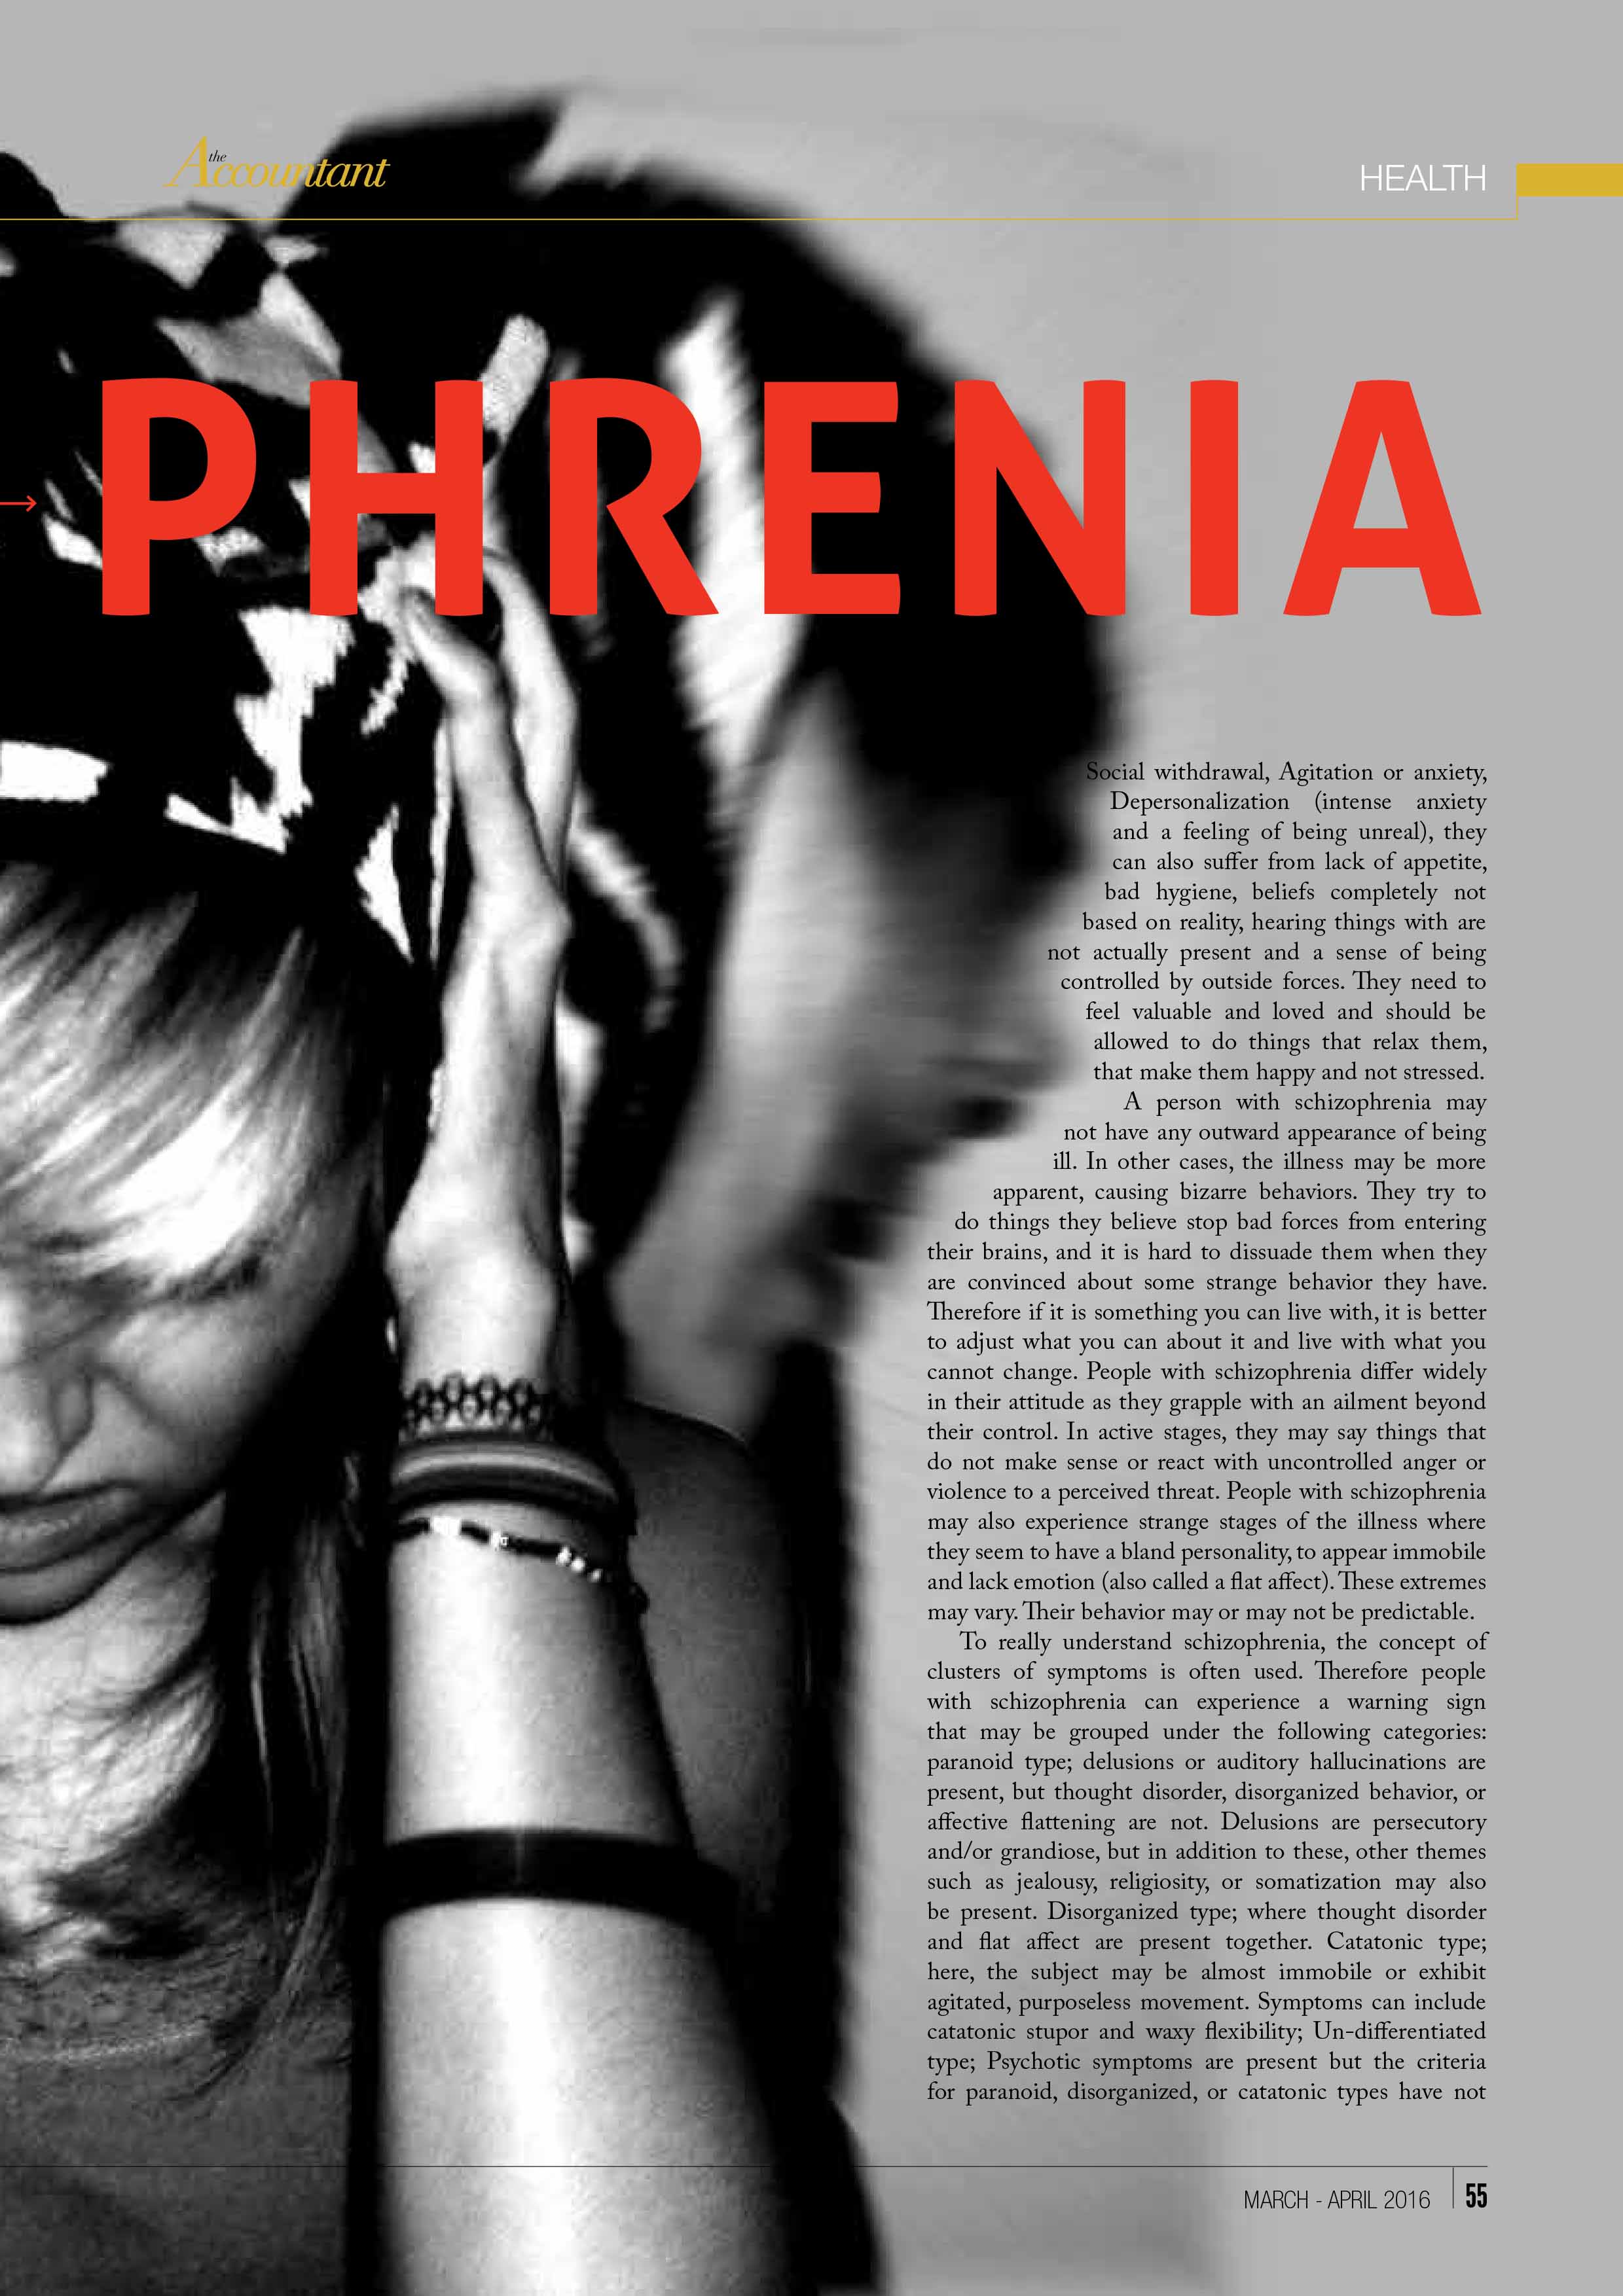 the Accountant
HEALTH
PHRENIA
Social withdrawal, Agitation or anxiety,
Depersonalization (intense anxiety
and a feeling of being unreal), they
can also suffer from lack of appetite,
bad hygiene, beliefs completely not
based on reality, hearing things with are
not actually present and a sense of being
controlled by outside forces. They need to
feel valuable and loved and should be
allowed to do things that relax them,
that make them happy and not stressed.
A person with schizophrenia may
not have any outward appearance of being
ill. In other cases, the illness may be more
apparent, causing bizarre behaviors. They try to
do things they believe stop bad forces from entering
their brains, and it is hard to dissuade them when they
are convinced about some strange behavior they have.
Therefore if it is something you can live with, it is better
to adjust what you can about it and live with what you
cannot change. People with schizophrenia differ widely
in their attitude as they grapple with an ailment beyond
their control. In active stages, they may say things that
do not make sense or react with uncontrolled anger or
violence to a perceived threat. People with schizophrenia
may also experience strange stages of the illness where
they seem to have a bland personality, to appear immobile
and lack emotion (also called a flat affect). These extremes
may vary. Their behavior may or may not be predictable.
To really understand schizophrenia, the concept of
clusters of symptoms is often used. Therefore people
with schizophrenia can experience a warning sign
that may be grouped under the following categories:
paranoid type; delusions or auditory hallucinations are
present, but thought disorder, disorganized behavior, or
affective flattening are not. Delusions are persecutory
and/or grandiose, but in addition to these, other themes
such as jealousy, religiosity, or somatization may also
be present. Disorganized type; where thought disorder
and flat affect are present together. Catatonic type;
here, the subject may be almost immobile or exhibit
agitated, purposeless movement. Symptoms can include
catatonic stupor and waxy flexibility; Un-differentiated
type; Psychotic symptoms are present but the criteria
for paranoid, disorganized, or catatonic types have not
MARCH - APRIL 2016 55